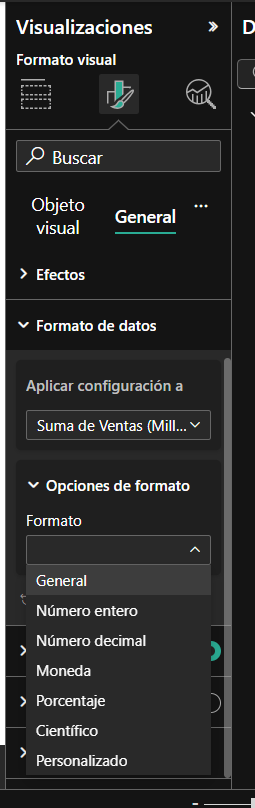 Visualizaciones
Formato visual
Buscar
Objeto
visual
General
Efectos
Formato de datos
Aplicar configuración a
Suma de Ventas (Mill...
Opciones de formato
Formato
General
Número entero
Número decimal
Moneda
Porcentaje
Científico
Personalizado